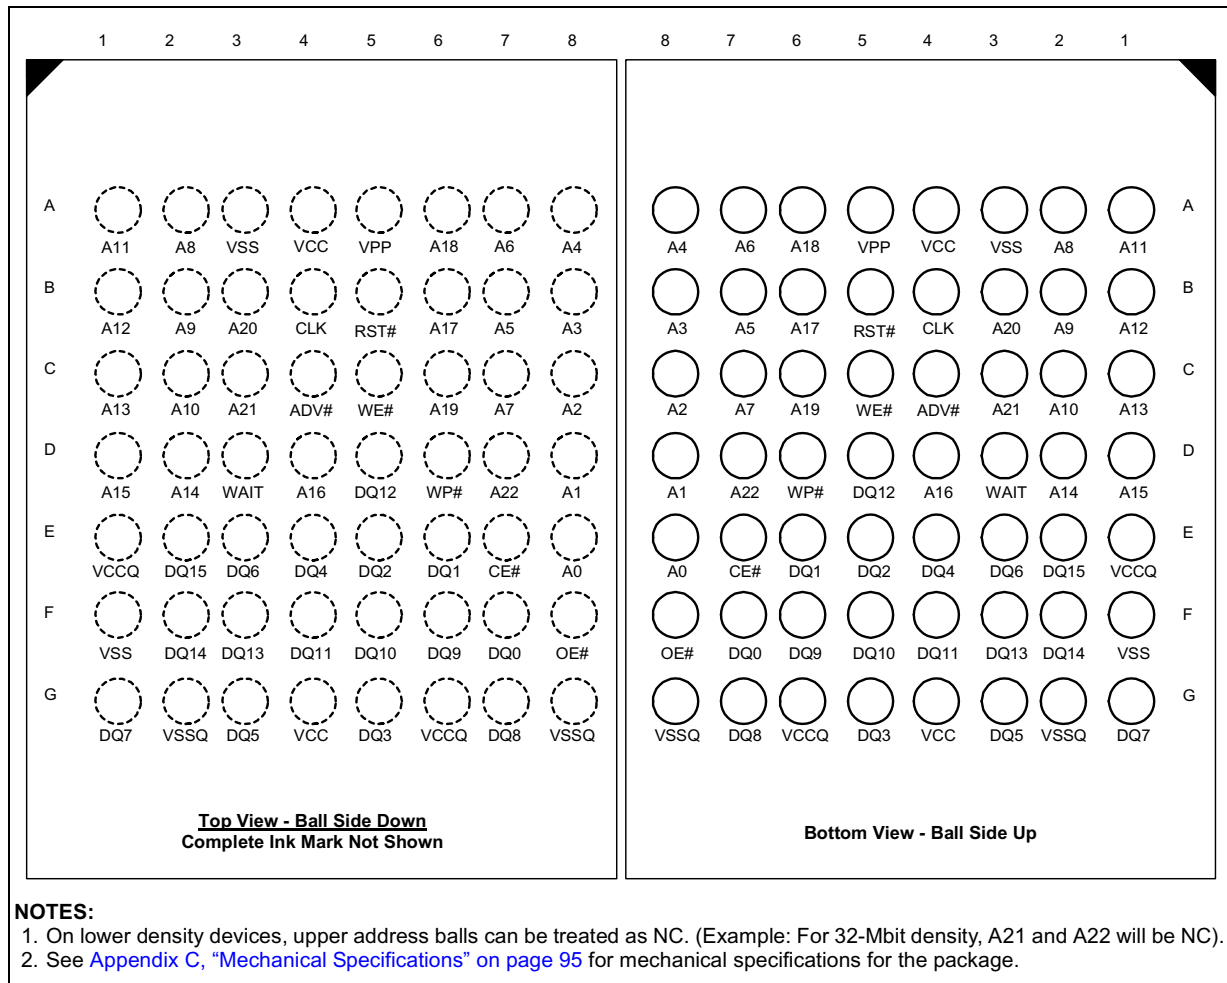 1 2 3 4 5 6 7 8 8 7 6 5 4 3 2 1
A A
A11 A8 VSS VCC VPP A18 A6 A4 A4 A6 A18 VPP VCC VSS A8 A11
B B
A12 A9 A20 CLK RST# A17 A5 A3 A3 A5 A17 RST# CLK A20 A9 A12
C C
A13 A10 A21 ADV# WE# A19 A7 A2 A2 A7 A19 WE# ADV# A21 A10 A13
D D
A15 A14 WAIT A16 DQ12 WP# A22 A1 A1 A22 WP# DQ12 A16 WAIT A14 A15
E E
VCCQ DQ15 DQ6 DQ4 DQ2 DQ1 CE# A0 A0 CE# DQ1 DQ2 DQ4 DQ6 DQ15 VCCQ
F F
VSS DQ14 DQ13 DQ11 DQ10 DQ9 DQ0 OE# OE# DQ0 DQ9 DQ10 DQ11 DQ13 DQ14 VSS
G G
DQ7 VSSQ DQ5 VCC DQ3 VCCQ DQ8 VSSQ VSSQ DQ8 VCCQ DQ3 VCC DQ5 VSSQ DQ7
Top View - Ball Side Down
Complete Ink Mark Not Shown
Bottom View - Ball Side Up
NOTES:
1. On lower density devices, upper address balls can be treated as NC. (Example: For 32-Mbit density, A21 and A22 will be NC).
2. See Appendix C, “Mechanical Specifications” on page 95 for mechanical specifications for the package.